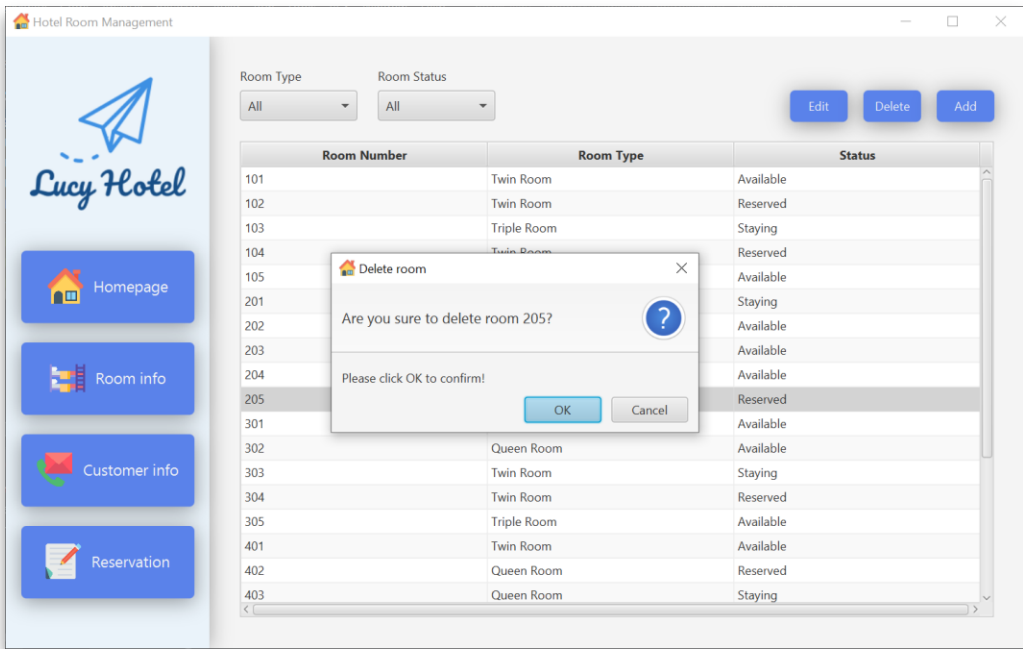 Hotel Room Management
Lucy Hotel
Homepage
Room info
Customer info
Reservation
Room Type Room Status
All All
Edit Delete Add
Room Number Room Type Status
101 Twin Room Available
102 Twin Room Reserved
103 Triple Room Staying
104 Twin Room Reserved
105 Available
201 Staying
202 Available
203 Available
204 Available
205 Reserved
301 Available
302 Queen Room Available
303 Twin Room Staying
304 Twin Room Reserved
305 Triple Room Available
401 Twin Room Available
402 Queen Room Reserved
403 Queen Room Staying
Delete room
Are you sure to delete room 205?
?
Please click OK to confirm!
OK Cancel